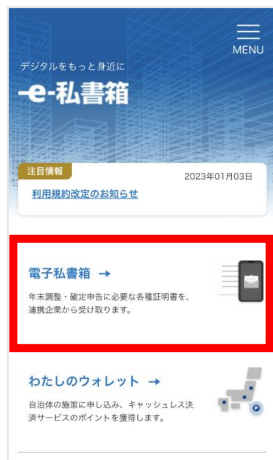 MENU
デジタルをもっと身近に
-e-私書箱
注目情報
2023年01月03日
利用規約改定のお知らせ
電子私書箱 →
年末調整・確定申告に必要な各種証明書を、
連携企業から受け取ります。
わたしのウォレット →
自治体の施策に申し込み、キャッシュレス決
済サービスのポイントを獲得します。